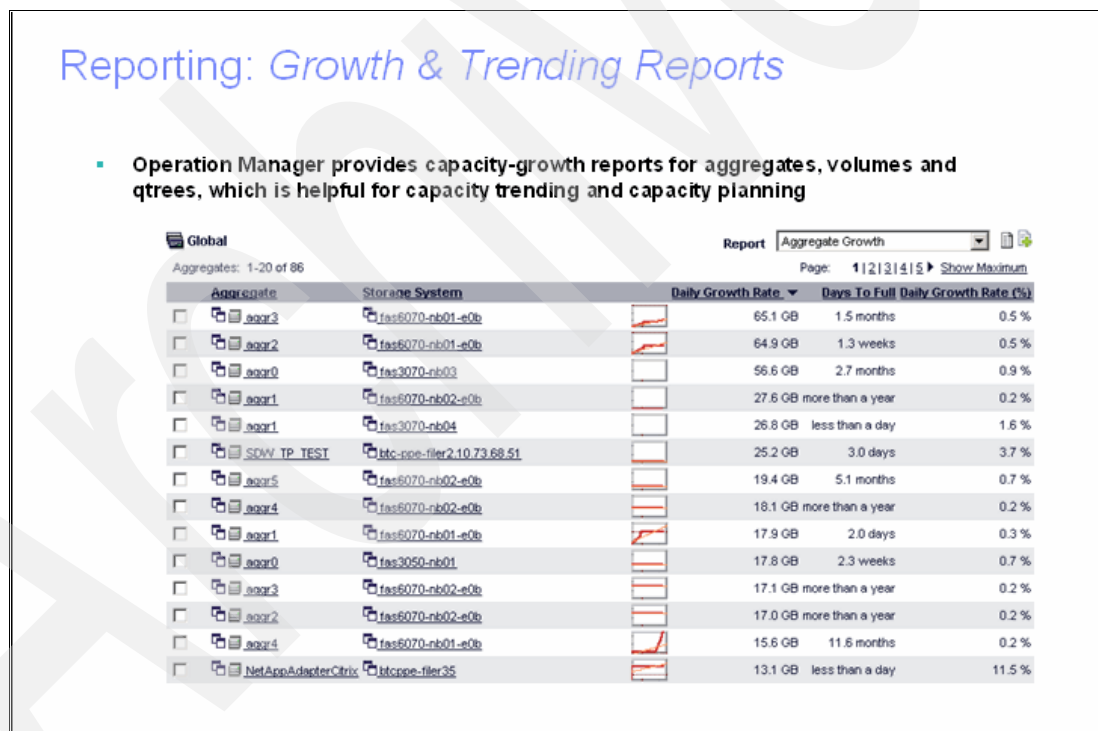 Reporting: Growth & Trending Reports
▪ Operation Manager provides capacity-growth reports for aggregates, volumes and
qtrees, which is helpful for capacity trending and capacity planning
Global Report Aggregate Growth
Aggregates: 1-20 of 86 Page: 1|2|3|4|5 Show Maximum
Aggregate Storage System Daily Growth Rate Days To Full Daily Growth Rate (%)
aggr3 fas6070-nb01-e0b 65.1 GB 1.5 months 0.5 %
aggr2 fas6070-nb01-e0b 64.9 GB 1.3 weeks 0.5 %
aggr0 fas3070-nb03 56.6 GB 2.7 months 0.9 %
aggr1 fas6070-nb02-e0b 27.6 GB more than a year 0.2 %
aggr1 fas3070-nb04 26.8 GB less than a day 1.6 %
SDW_TP_TEST btc-ppe-filer2.10.73.68.51 25.2 GB 3.0 days 3.7 %
aggr5 fas6070-nb02-e0b 19.4 GB 5.1 months 0.7 %
aggr4 fas6070-nb02-e0b 18.1 GB more than a year 0.2 %
aggr1 fas6070-nb01-e0b 17.9 GB 2.0 days 0.3 %
aggr0 fas3050-nb01 17.8 GB 2.3 weeks 0.7 %
aggr3 fas6070-nb02-e0b 17.1 GB more than a year 0.2 %
aggr2 fas6070-nb02-e0b 17.0 GB more than a year 0.2 %
aggr4 fas6070-nb01-e0b 15.6 GB 11.6 months 0.2 %
NetAppAdapterCitrix btcppe-filer35 13.1 GB less than a day 11.5 %